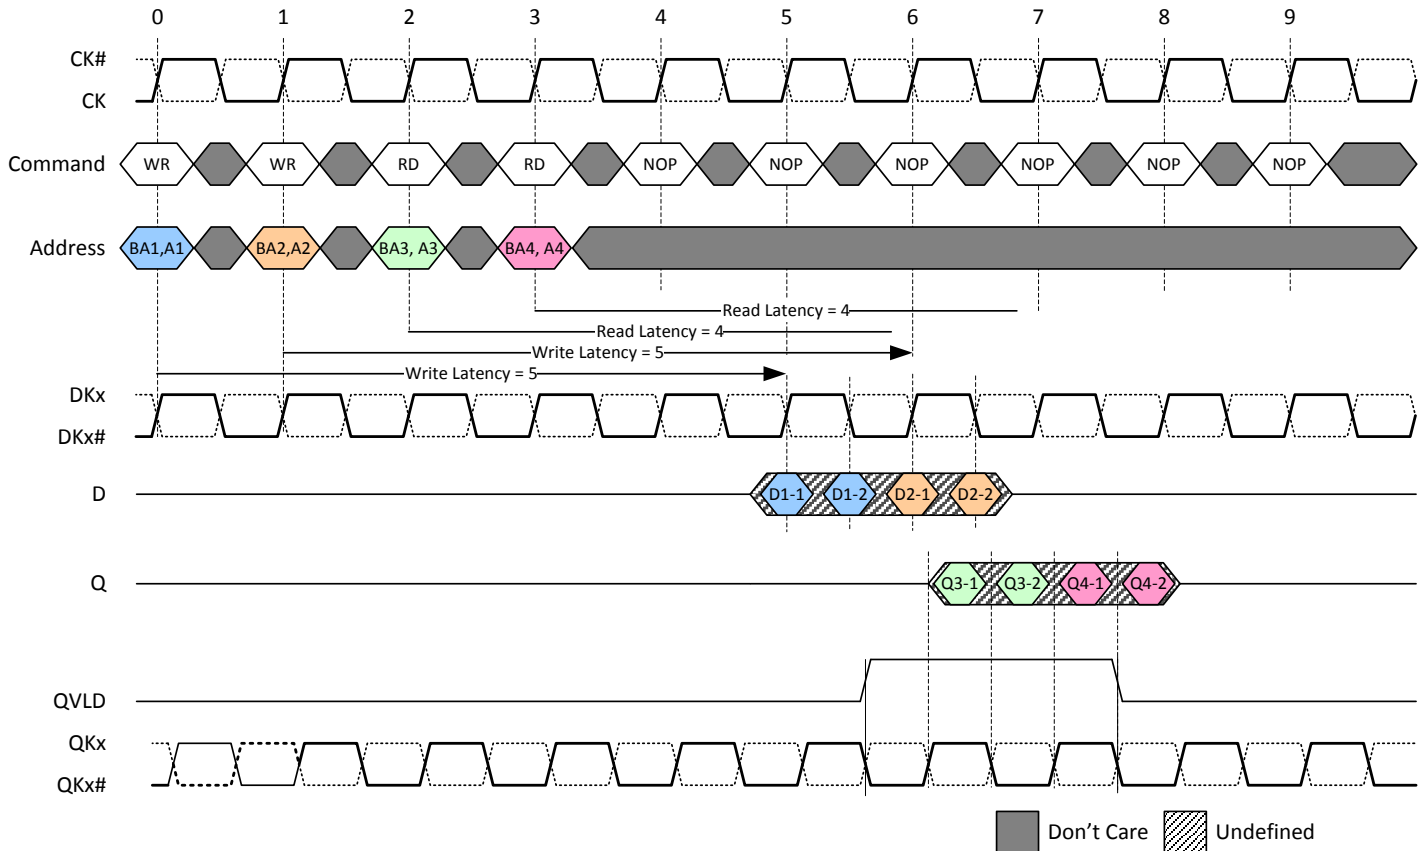 0 1 2 3 4 5 6 7 8 9
CK#
CK
Command WR WR RD RD NOP NOP NOP NOP NOP NOP
Address BA1,A1 BA2,A2 BA3, A3 BA4, A4
Read Latency = 4
Read Latency = 4
Write Latency = 5
Write Latency = 5
DKx
DKx#
D D1-1 D1-2 D2-1 D2-2
Q Q3-1 Q3-2 Q4-1 Q4-2
QVLD
QKx
QKx#
Don't Care Undefined